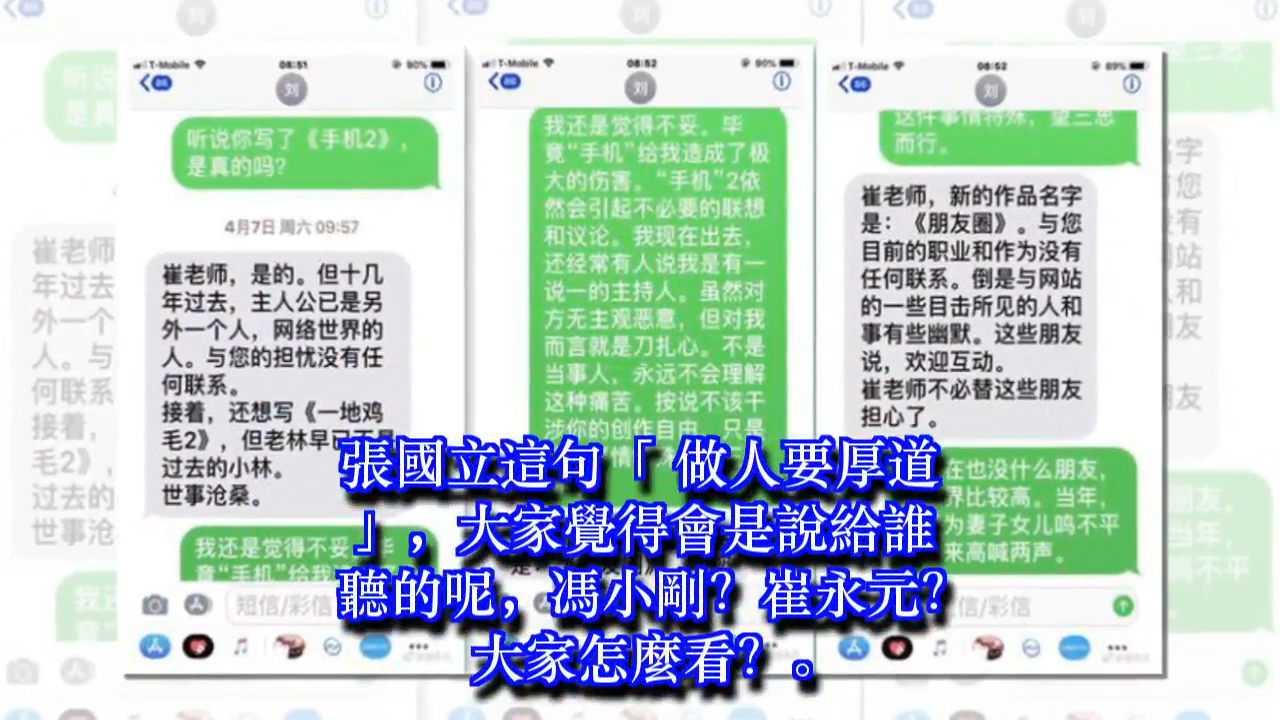 T-Mobile 08:51 90%
86
刘
听说你写了《手机2》，
是真的吗？
4月7日 周六 09:57
崔老师，是的。但十几
年过去，主人公已是另
外一个人，网络世界的
人。与您的担忧没有任
何联系。
接着，还想写《一地鸡
毛2》，但老林早已不是
过去的小林。
世事沧桑。
我还是觉得不妥。毕
竟“手机”给我
短信/彩信
T-Mobile 08:52 90%
86
刘
我还是觉得不妥。毕
竟“手机”给我造成了极
大的伤害。“手机”2依
然会引起不必要的联想
和议论。我现在出去，
还经常有人说我是有一
说一的主持人。虽然对
方无主观恶意，但对我
而言就是刀扎心。不是
当事人，永远不会理解
这种痛苦。按说不该干
涉你的创作自由，只是
T-Mobile 08:52 89%
86
刘
这件事情特殊，望三思
而行。
崔老师，新的作品名字
是：《朋友圈》。与您
目前的职业和作为没有
任何联系。倒是与网站
的一些目击所见的人和
事有些幽默。这些朋友
说，欢迎互动。
崔老师不必替这些朋友
担心了。
在也没什么朋友，
界比较高。当年，
为妻子女儿鸣不平
来高喊两声。
短信/彩信
張國立這句「 做人要厚道
」，大家覺得會是說給誰
聽的呢，馮小剛？崔永元？
大家怎麼看？。